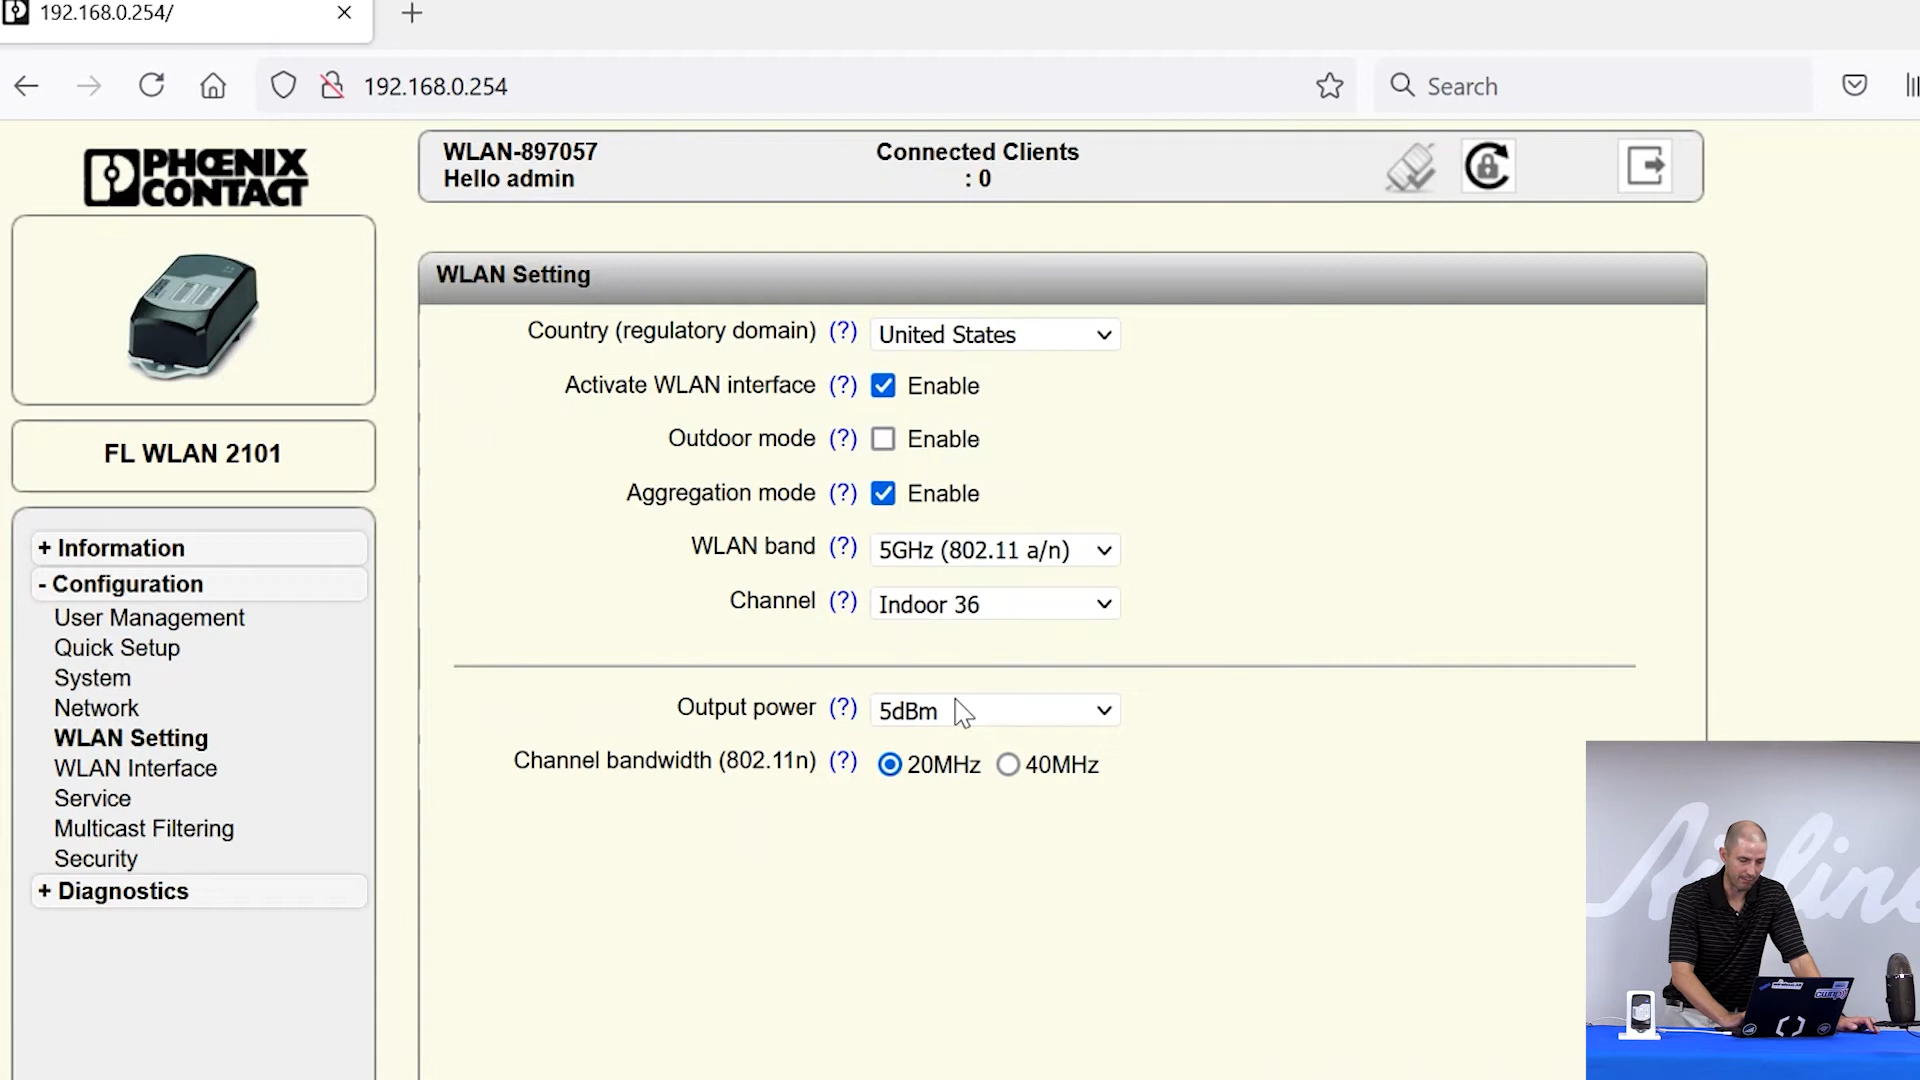 192.168.0.254/
192.168.0.254
Search
PHŒNIX
CONTACT
WLAN-897057
Hello admin
Connected Clients
: 0
FL WLAN 2101
+ Information
- Configuration
User Management
Quick Setup
System
Network
WLAN Setting
WLAN Interface
Service
Multicast Filtering
Security
+ Diagnostics
WLAN Setting
Country (regulatory domain) (?) United States
Activate WLAN interface (?) Enable
Outdoor mode (?) Enable
Aggregation mode (?) Enable
WLAN band (?) 5GHz (802.11 a/n)
Channel (?) Indoor 36
Output power (?) 5dBm
Channel bandwidth (802.11n) (?) 20MHz 40MHz